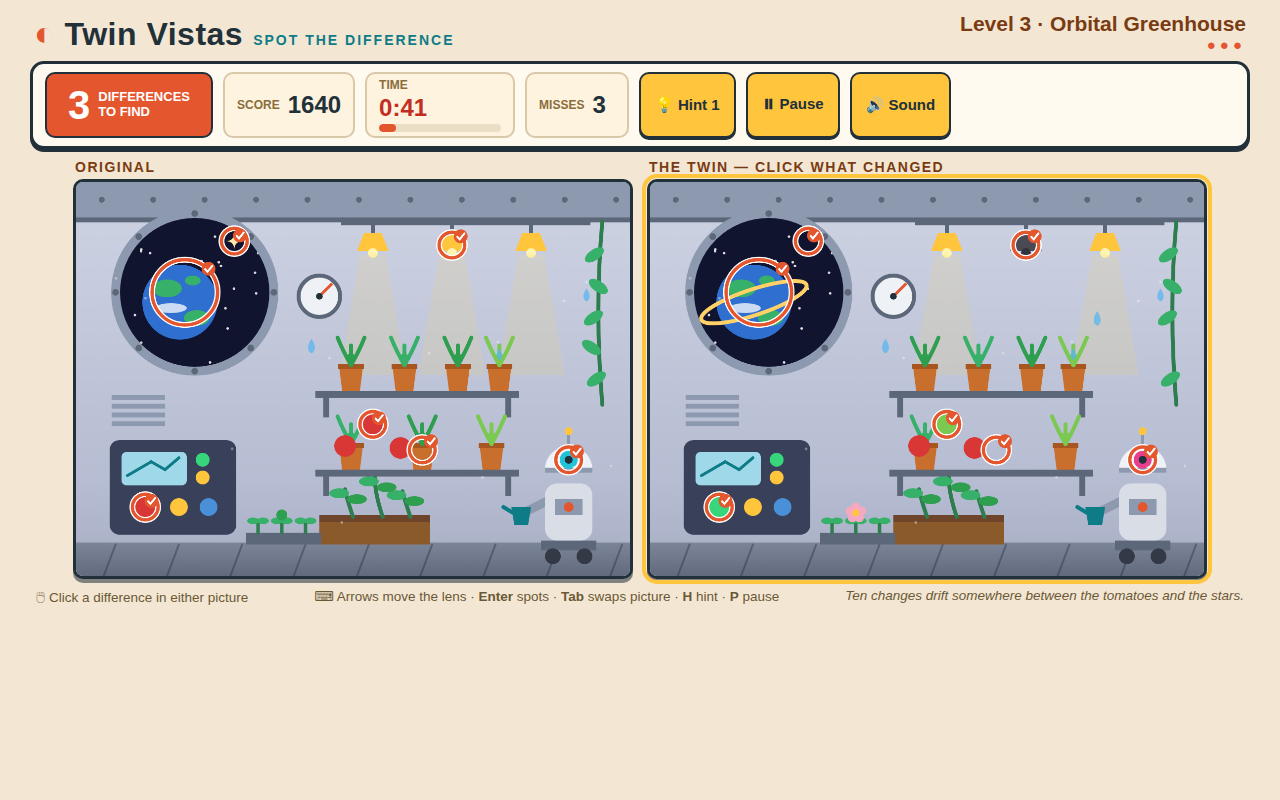 Twin Vistas SPOT THE DIFFERENCE
Level 3 · Orbital Greenhouse
3 DIFFERENCES TO FIND
SCORE 1640
TIME
0:41
MISSES 3
💡 Hint 1
⏸ Pause
🔊 Sound
ORIGINAL
THE TWIN — CLICK WHAT CHANGED
🖱 Click a difference in either picture
⌨ Arrows move the lens · Enter spots · Tab swaps picture · H hint · P pause
Ten changes drift somewhere between the tomatoes and the stars.